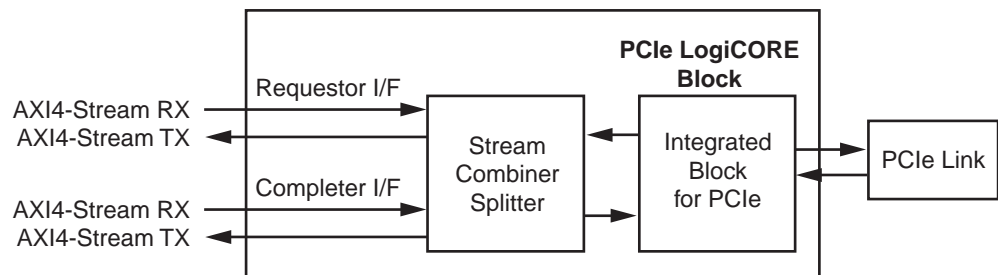 PCIe LogiCORE
Block
Requestor I/F
AXI4-Stream RX
AXI4-Stream TX
Stream
Combiner
Splitter
Integrated
Block
for PCIe
PCIe Link
Completer I/F
AXI4-Stream RX
AXI4-Stream TX